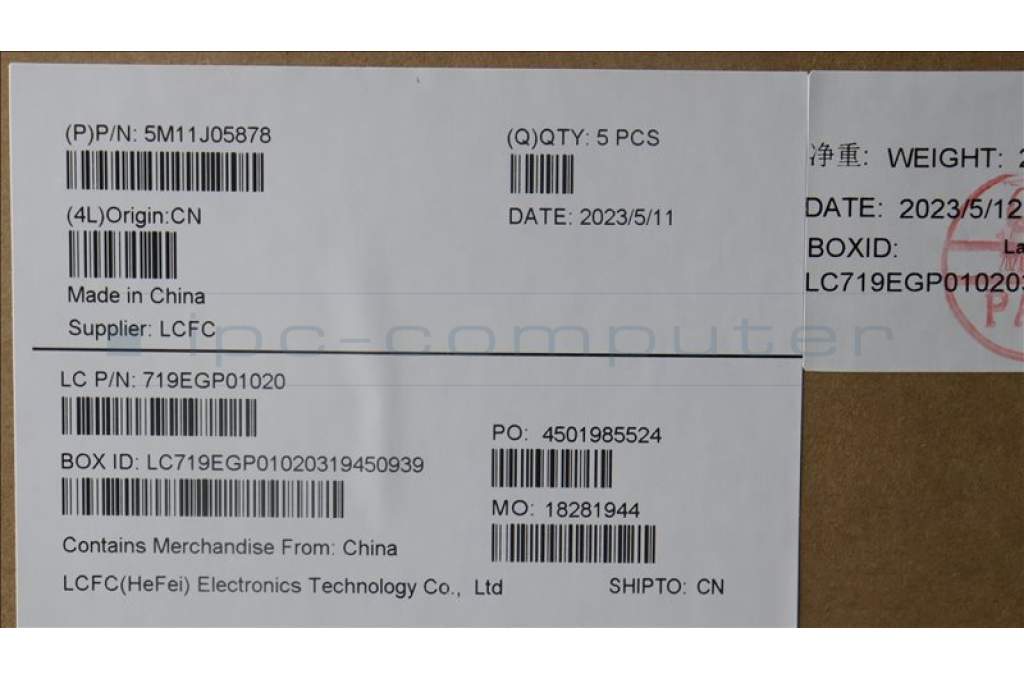 (P)P/N: 5M11J05878
(Q)QTY: 5 PCS
(4L)Origin:CN
DATE: 2023/5/11
Made in China
Supplier: LCFC
ipc-computer
LC P/N: 719EGP01020
PO: 4501985524
BOX ID: LC719EGP01020319450939
MO: 18281944
Contains Merchandise From: China
LCFC(HeFei) Electronics Technology Co., Ltd
SHIPTO: CN
净重: WEIGHT:
DATE: 2023/5/12
BOXID:
LC719EGP01020